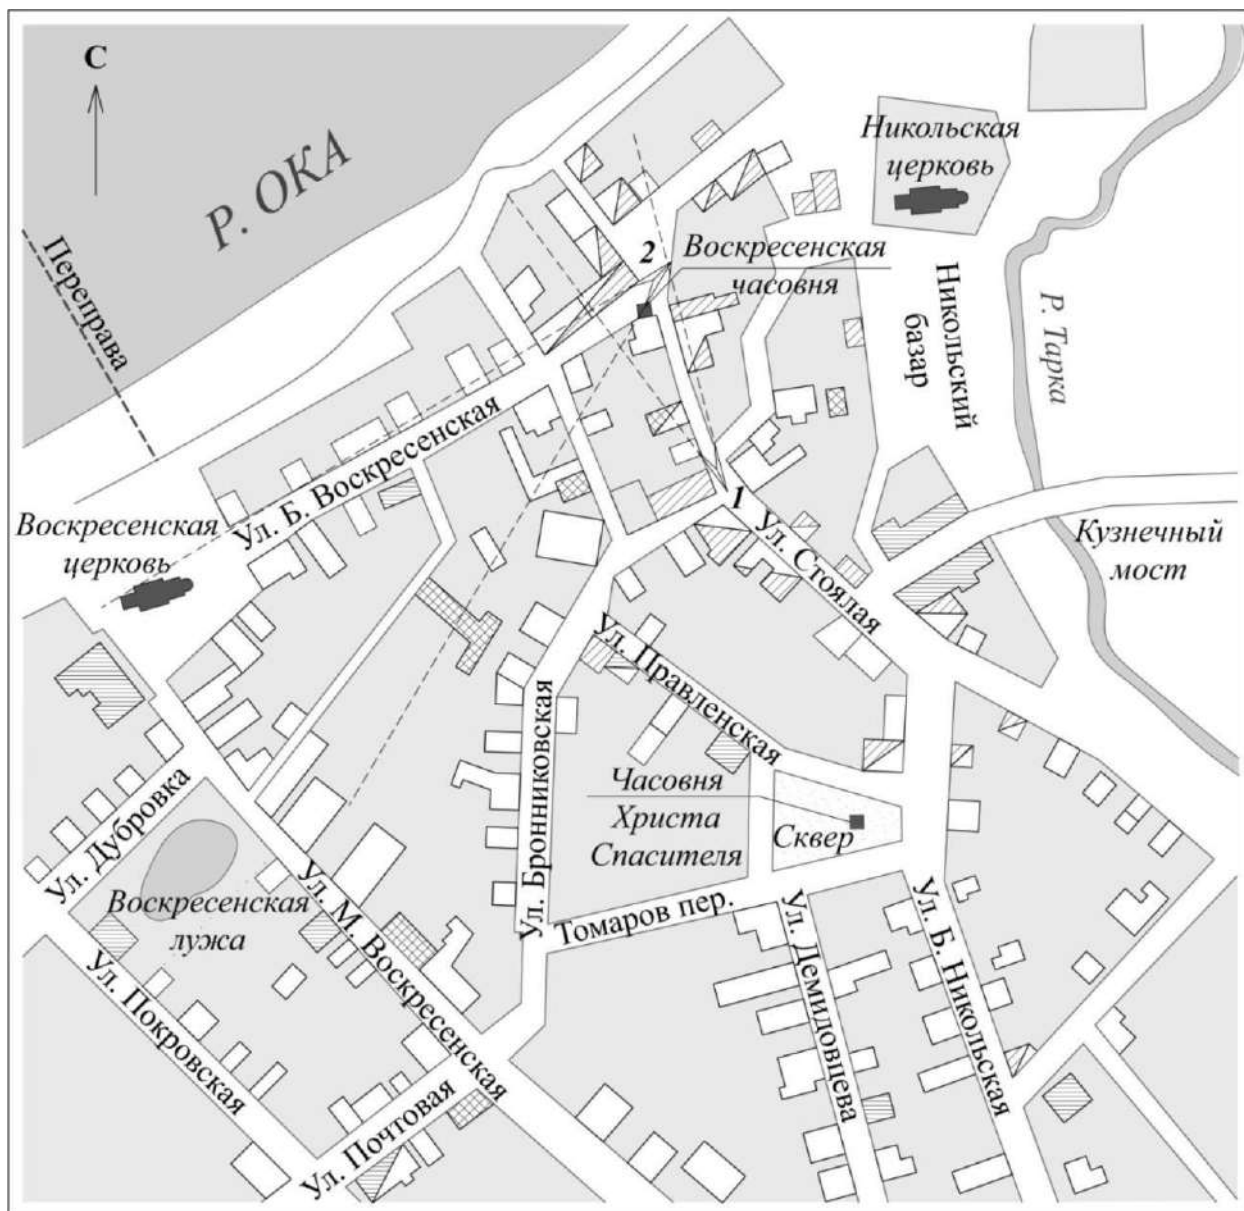 С
Р. ОКА
Переправа
Никольская
церковь
2
Воскресенская
часовня
Никольский
базар
Р. Тарка
Ул. Б. Воскресенская
1
Ул. Стоялая
Кузнечный
мост
Воскресенская
церковь
Ул. Правленская
Ул. Бронниковская
Часовня
Христа
Спасителя
Сквер
Ул. Дубровка
Воскресенская
лужа
Ул. М. Воскресенская
Томаров пер.
Ул. Демидовцева
Ул. Б. Никольская
Ул. Покровская
Ул. Почтовая